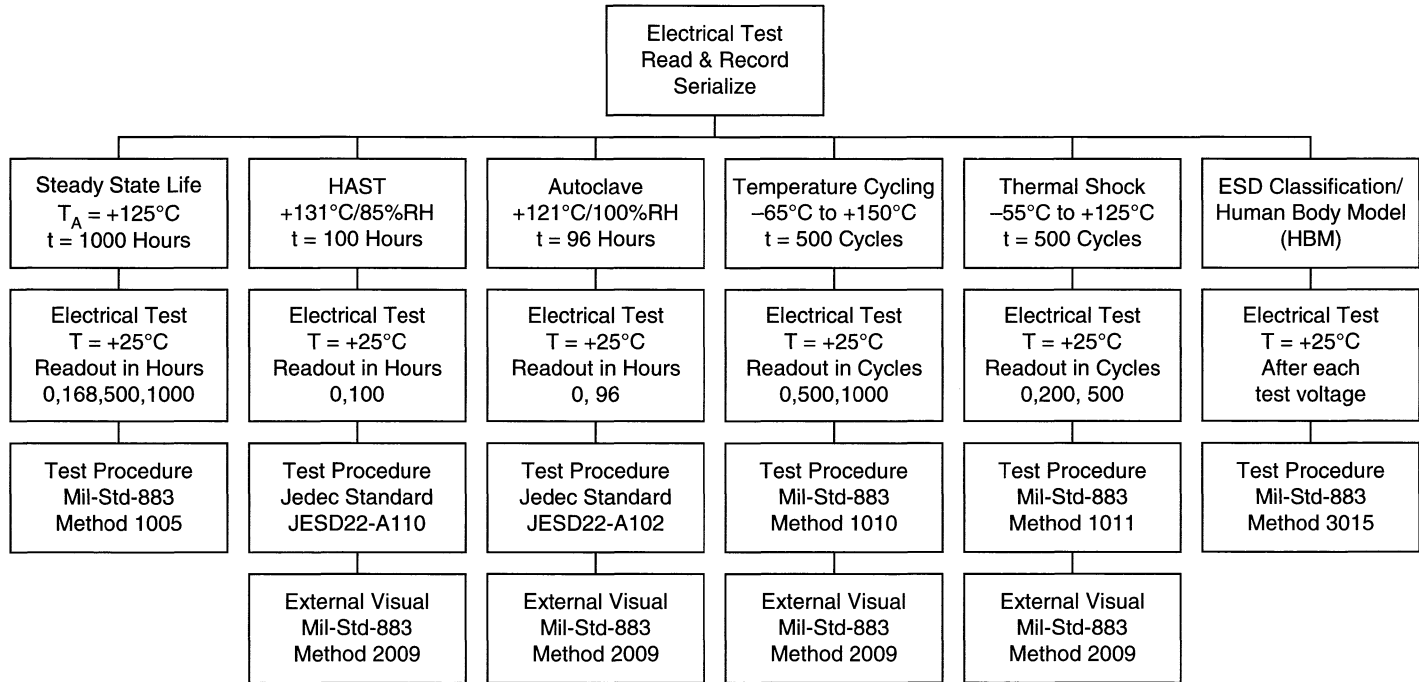 Electrical Test
Read & Record
Serialize
Steady State Life
T_A = +125°C
t = 1000 Hours
HAST
+131°C/85%RH
t = 100 Hours
Autoclave
+121°C/100%RH
t = 96 Hours
Temperature Cycling
–65°C to +150°C
t = 500 Cycles
Thermal Shock
–55°C to +125°C
t = 500 Cycles
ESD Classification/
Human Body Model
(HBM)
Electrical Test
T = +25°C
Readout in Hours
0,168,500,1000
Electrical Test
T = +25°C
Readout in Hours
0,100
Electrical Test
T = +25°C
Readout in Hours
0, 96
Electrical Test
T = +25°C
Readout in Cycles
0,500,1000
Electrical Test
T = +25°C
Readout in Cycles
0,200, 500
Electrical Test
T = +25°C
After each
test voltage
Test Procedure
Mil-Std-883
Method 1005
Test Procedure
Jedec Standard
JESD22-A110
Test Procedure
Jedec Standard
JESD22-A102
Test Procedure
Mil-Std-883
Method 1010
Test Procedure
Mil-Std-883
Method 1011
Test Procedure
Mil-Std-883
Method 3015
External Visual
Mil-Std-883
Method 2009
External Visual
Mil-Std-883
Method 2009
External Visual
Mil-Std-883
Method 2009
External Visual
Mil-Std-883
Method 2009